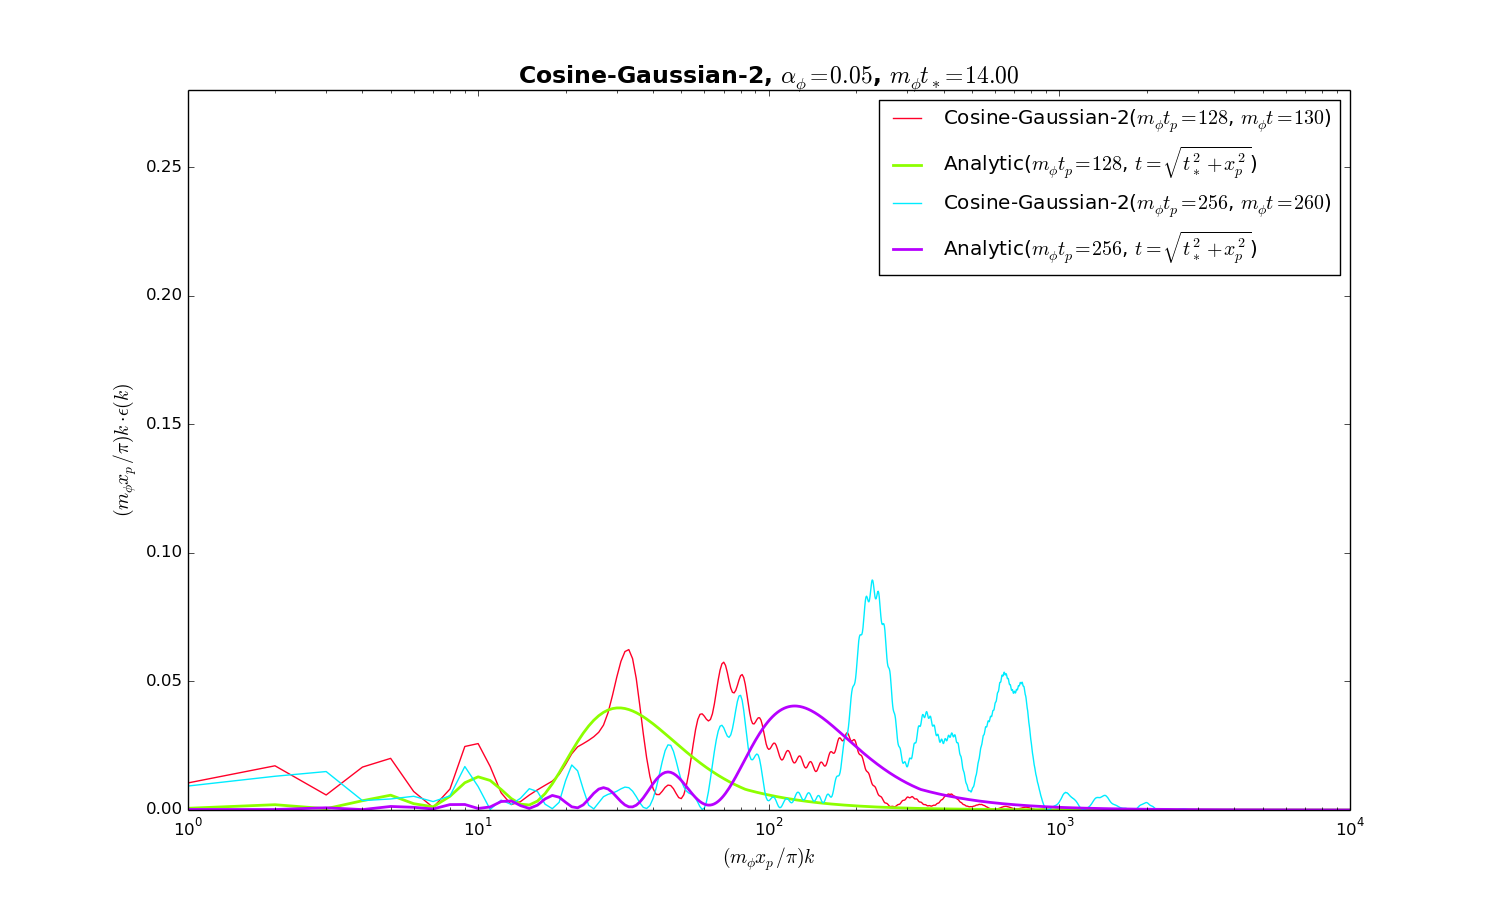 Cosine-Gaussian-2, α_ϕ=0.05, m_ϕt_*=14.00
Cosine-Gaussian-2(m_ϕt_p=128, m_ϕt=130)
Analytic(m_ϕt_p=128, t=√(t_*^2+x_p^2))
Cosine-Gaussian-2(m_ϕt_p=256, m_ϕt=260)
Analytic(m_ϕt_p=256, t=√(t_*^2+x_p^2))
0.25
0.20
0.15
0.10
0.05
0.00
(m_ϕx_p/π)k·ϵ(k)
10^0 10^1 10^2 10^3 10^4
(m_ϕx_p/π)k